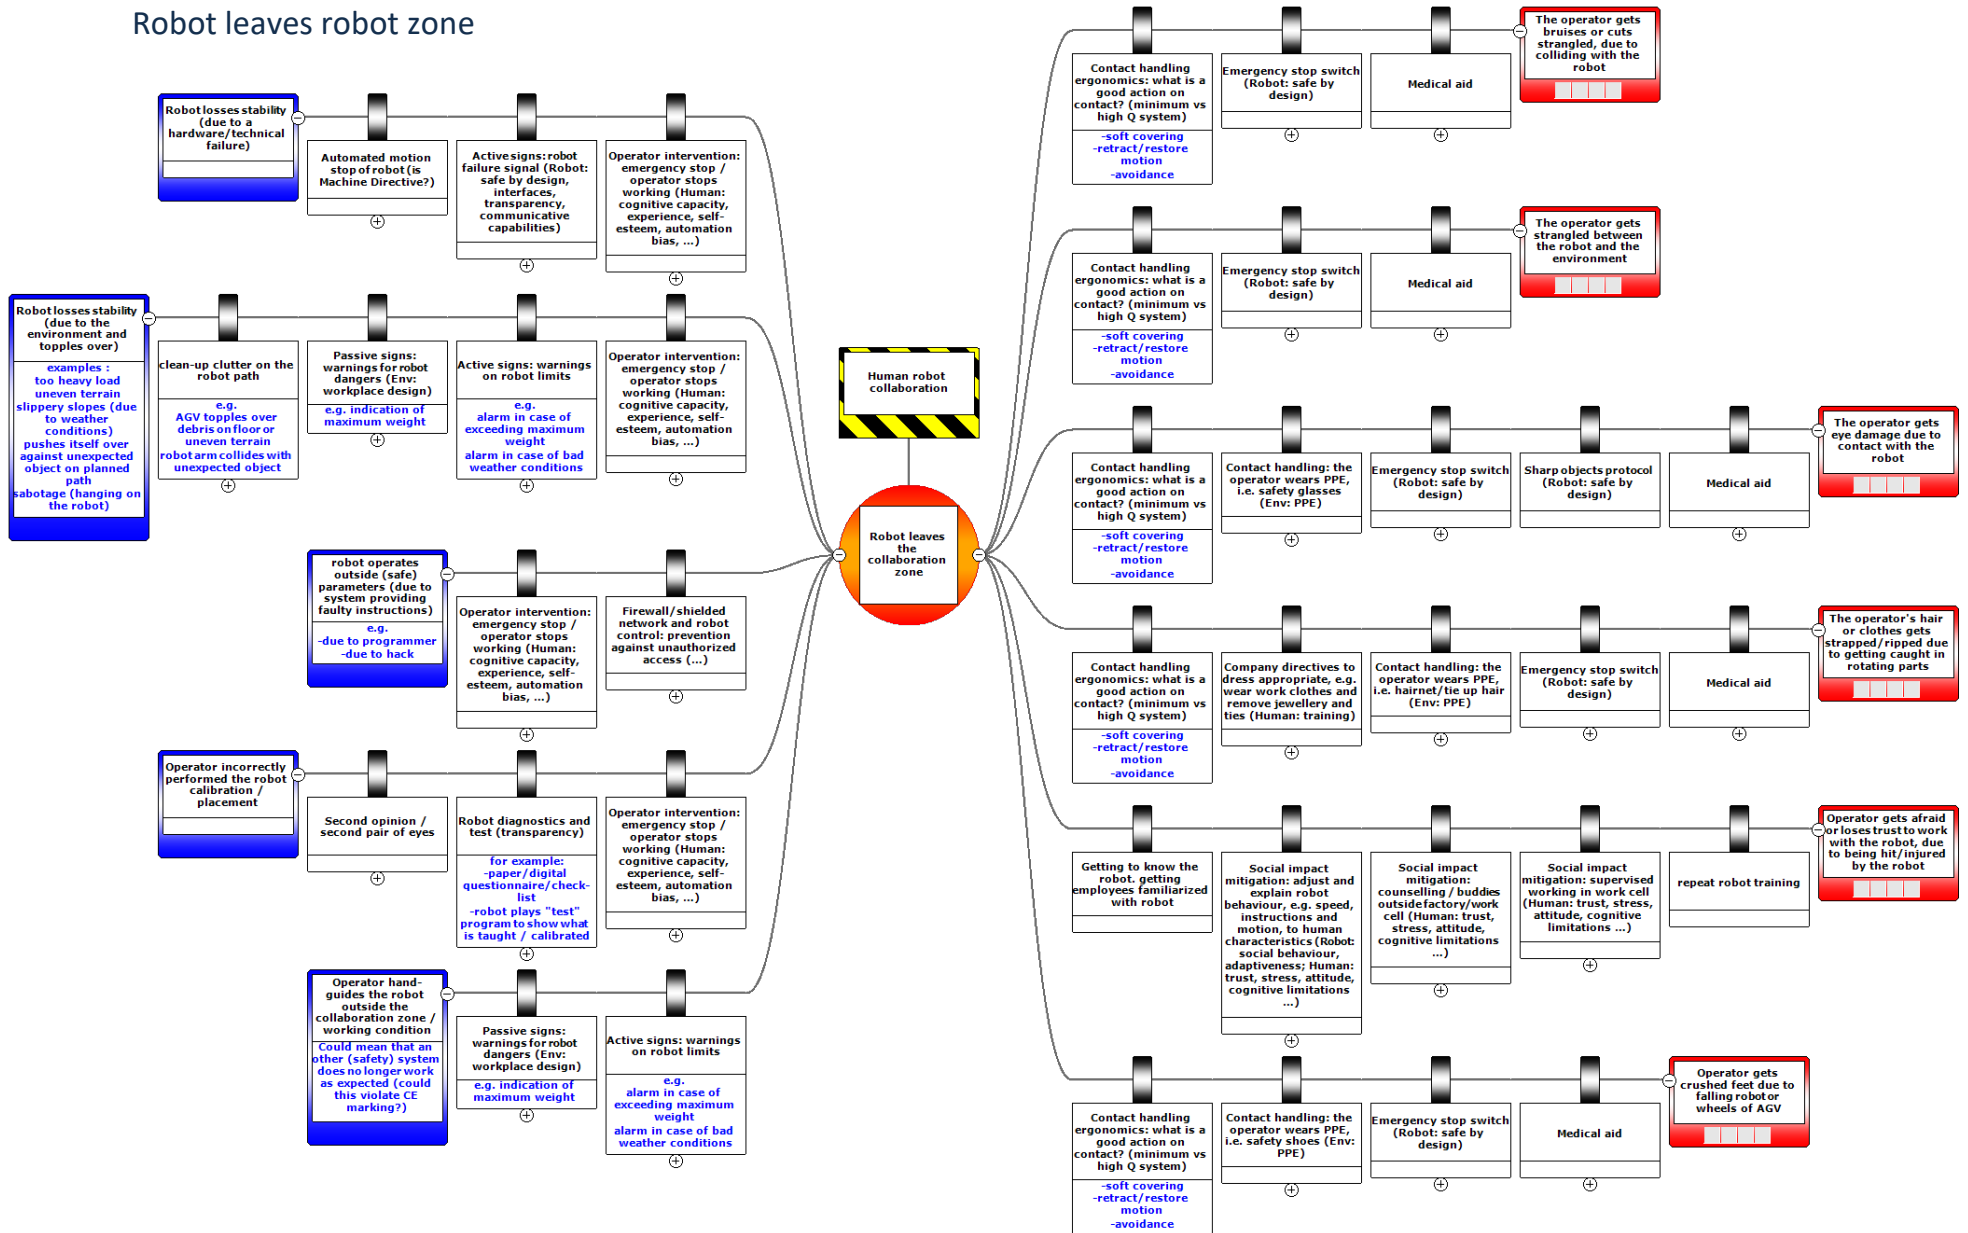 Robot leaves robot zone
Robot losses stability
(due to a
hardware/technical
failure)
Automated motion
stop of robot (is
Machine Directive?)
Active signs: robot
failure signal (Robot:
safe by design,
interfaces,
transparency,
communicative
capabilities)
Operator intervention:
emergency stop /
operator stops
working (Human:
cognitive capacity,
experience, self-
esteem, automation
bias, ...)
Robot losses stability
(due to the
environment and
topples over)
examples :
too heavy load
uneven terrain
slippery slopes (due
to weather
conditions)
pushes itself over
against unexpected
object on planned
path
sabotage (hanging on
the robot)
clean-up clutter on the
robot path
e.g.
AGV topples over
debris on floor or
uneven terrain
robot arm collides with
unexpected object
Passive signs:
warnings for robot
dangers (Env:
workplace design)
e.g. indication of
maximum weight
Active signs: warnings
on robot limits
e.g.
alarm in case of
exceeding maximum
weight
alarm in case of bad
weather conditions
Operator intervention:
emergency stop /
operator stops
working (Human:
cognitive capacity,
experience, self-
esteem, automation
bias, ...)
robot operates
outside (safe)
parameters (due to
system providing
faulty instructions)
e.g.
-due to programmer
-due to hack
Operator intervention:
emergency stop /
operator stops
working (Human:
cognitive capacity,
experience, self-
esteem, automation
bias, ...)
Firewall/shielded
network and robot
control: prevention
against unauthorized
access (...)
Operator incorrectly
performed the robot
calibration /
placement
Second opinion /
second pair of eyes
Robot diagnostics and
test (transparency)
for example:
-paper/digital
questionnaire/check-
list
-robot plays "test"
program to show what
is taught / calibrated
Operator intervention:
emergency stop /
operator stops
working (Human:
cognitive capacity,
experience, self-
esteem, automation
bias, ...)
Operator hand-
guides the robot
outside the
collaboration zone /
working condition
Could mean that an
other (safety) system
does no longer work
as expected (could
this violate CE
marking?)
Passive signs:
warnings for robot
dangers (Env:
workplace design)
e.g. indication of
maximum weight
Active signs: warnings
on robot limits
e.g.
alarm in case of
exceeding maximum
weight
alarm in case of bad
weather conditions
Human robot
collaboration
Robot leaves
the
collaboration
zone
Contact handling
ergonomics: what is a
good action on
contact? (minimum vs
high Q system)
-soft covering
-retract/restore
motion
-avoidance
Emergency stop switch
(Robot: safe by
design)
Medical aid
The operator gets
bruises or cuts
strangled, due to
colliding with the
robot
Contact handling
ergonomics: what is a
good action on
contact? (minimum vs
high Q system)
-soft covering
-retract/restore
motion
-avoidance
Emergency stop switch
(Robot: safe by
design)
Medical aid
The operator gets
strangled between
the robot and the
environment
Contact handling
ergonomics: what is a
good action on
contact? (minimum vs
high Q system)
-soft covering
-retract/restore
motion
-avoidance
Contact handling: the
operator wears PPE,
i.e. safety glasses
(Env: PPE)
Emergency stop switch
(Robot: safe by
design)
Sharp objects protocol
(Robot: safe by
design)
Medical aid
The operator gets
eye damage due to
contact with the
robot
Contact handling
ergonomics: what is a
good action on
contact? (minimum vs
high Q system)
-soft covering
-retract/restore
motion
-avoidance
Company directives to
dress appropriate, e.g.
wear work clothes and
remove jewellery and
ties (Human: training)
Contact handling: the
operator wears PPE,
i.e. hairnet/tie up hair
(Env: PPE)
Emergency stop switch
(Robot: safe by
design)
Medical aid
The operator's hair
or clothes gets
strapped/ripped due
to getting caught in
rotating parts
Getting to know the
robot. getting
employees familiarized
with robot
Social impact
mitigation: adjust and
explain robot
behaviour, e.g. speed,
instructions and
motion, to human
characteristics (Robot:
social behaviour,
adaptiveness; Human:
trust, stress, attitude,
cognitive limitations
...)
Social impact
mitigation:
counselling / buddies
outside factory/work
cell (Human: trust,
stress, attitude,
cognitive limitations
...)
Social impact
mitigation: supervised
working in work cell
(Human: trust, stress,
attitude, cognitive
limitations ...)
repeat robot training
Operator gets afraid
or loses trust to work
with the robot, due
to being hit/injured
by the robot
Contact handling
ergonomics: what is a
good action on
contact? (minimum vs
high Q system)
-soft covering
-retract/restore
motion
-avoidance
Contact handling: the
operator wears PPE,
i.e. safety shoes (Env:
PPE)
Emergency stop switch
(Robot: safe by
design)
Medical aid
Operator gets
crushed feet due to
falling robot or
wheels of AGV